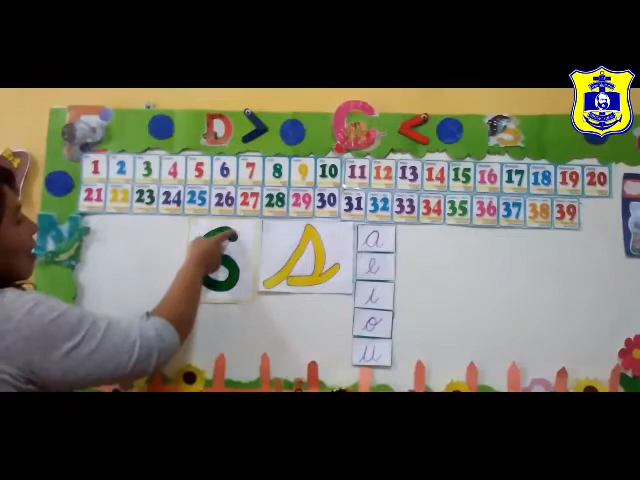 D > C < B
1 2 3 4 5 6 7 8 9 10 11 12 13 14 15 16 17 18 19 20
21 22 23 24 25 26 27 28 29 30 31 32 33 34 35 36 37 38 39
M
S s
a
e
i
o
u